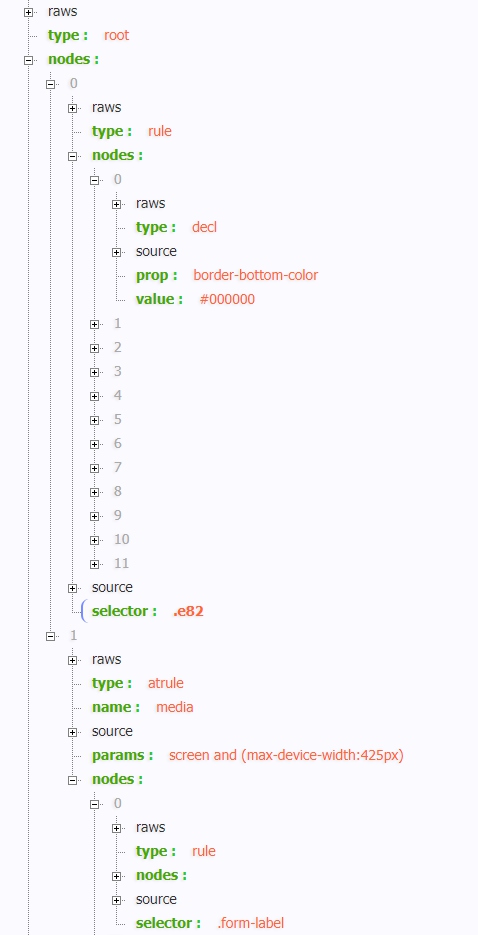 raws
type : root
nodes :
0
raws
type : rule
nodes :
0
raws
type : decl
source
prop : border-bottom-color
value : #000000
1
2
3
4
5
6
7
8
9
10
11
source
selector : .e82
1
raws
type : atrule
name : media
source
params : screen and (max-device-width:425px)
nodes :
0
raws
type : rule
nodes :
source
selector : .form-label